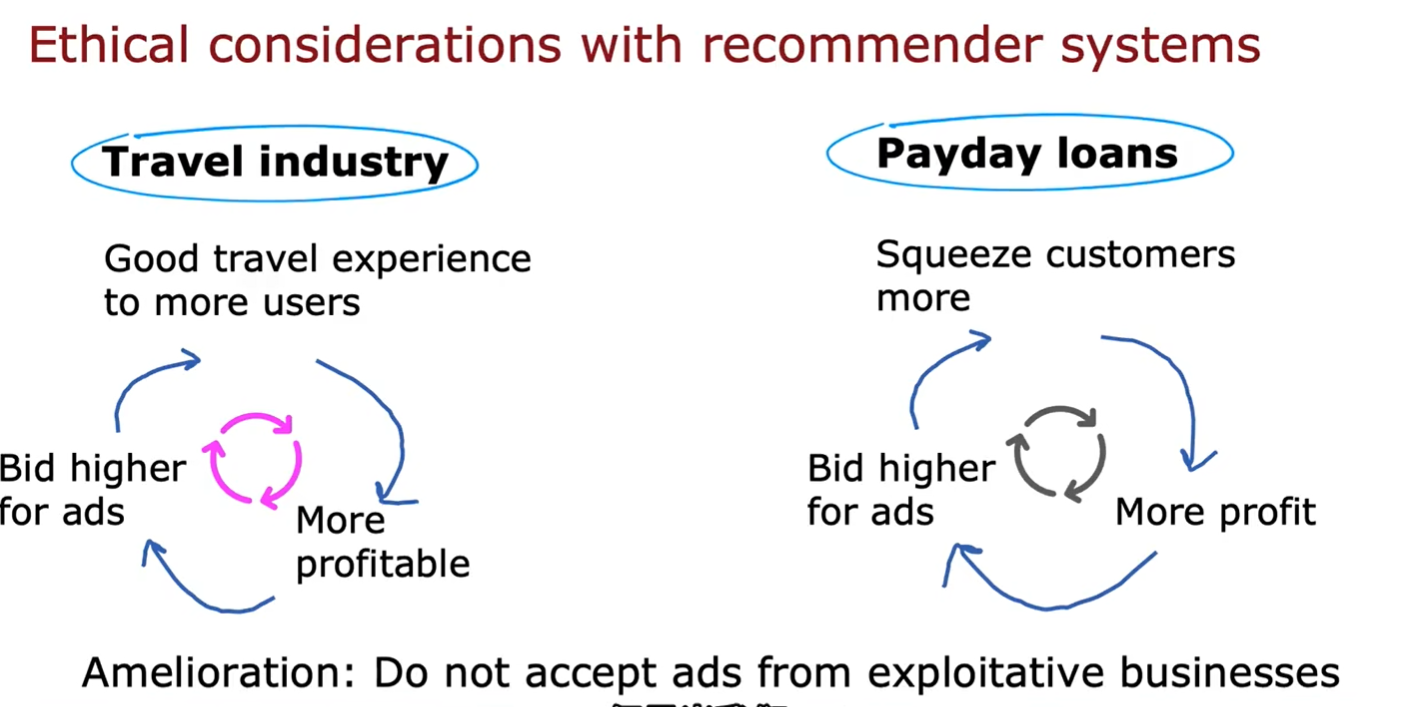 Ethical considerations with recommender systems
Travel industry
Good travel experience
to more users
Bid higher
for ads
More
profitable
Payday loans
Squeeze customers
more
Bid higher
for ads
More profit
Amelioration: Do not accept ads from exploitative businesses